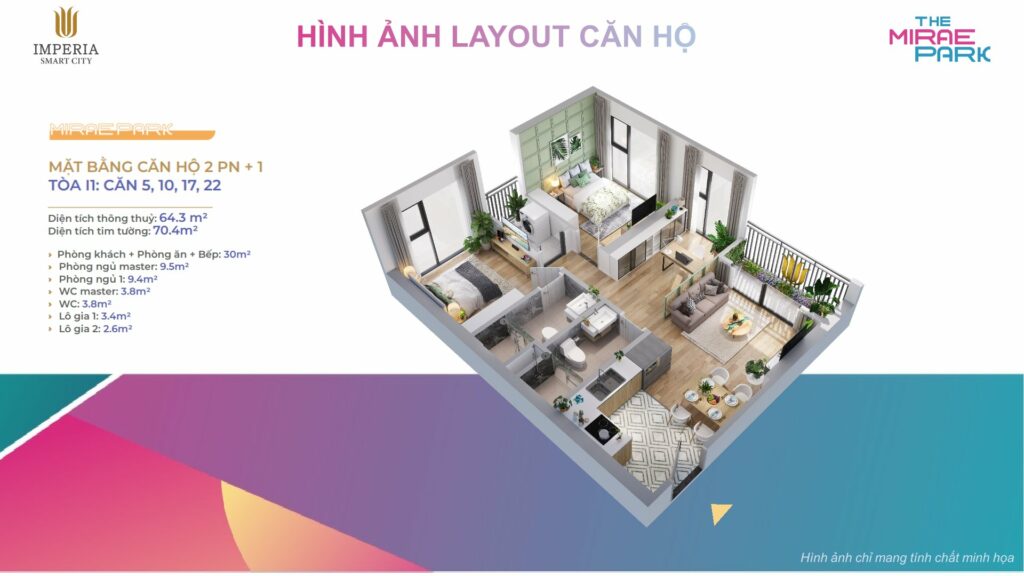 IMPERIA
SMART CITY
HÌNH ẢNH LAYOUT CĂN HỘ
THE
MIRAE
PARK
MIRAE PARK
MẶT BẰNG CĂN HỘ 2 PN + 1
TÒA I1: CĂN 5, 10, 17, 22
Diện tích thông thuỷ: 64.3 m²
Diện tích tim tường: 70.4m²
Phòng khách + Phòng ăn + Bếp: 30m²
Phòng ngủ master: 9.5m²
Phòng ngủ 1: 9.4m²
WC master: 3.8m²
WC: 3.8m²
Lô gia 1: 3.4m²
Lô gia 2: 2.6m²
Hình ảnh chỉ mang tính chất minh họa